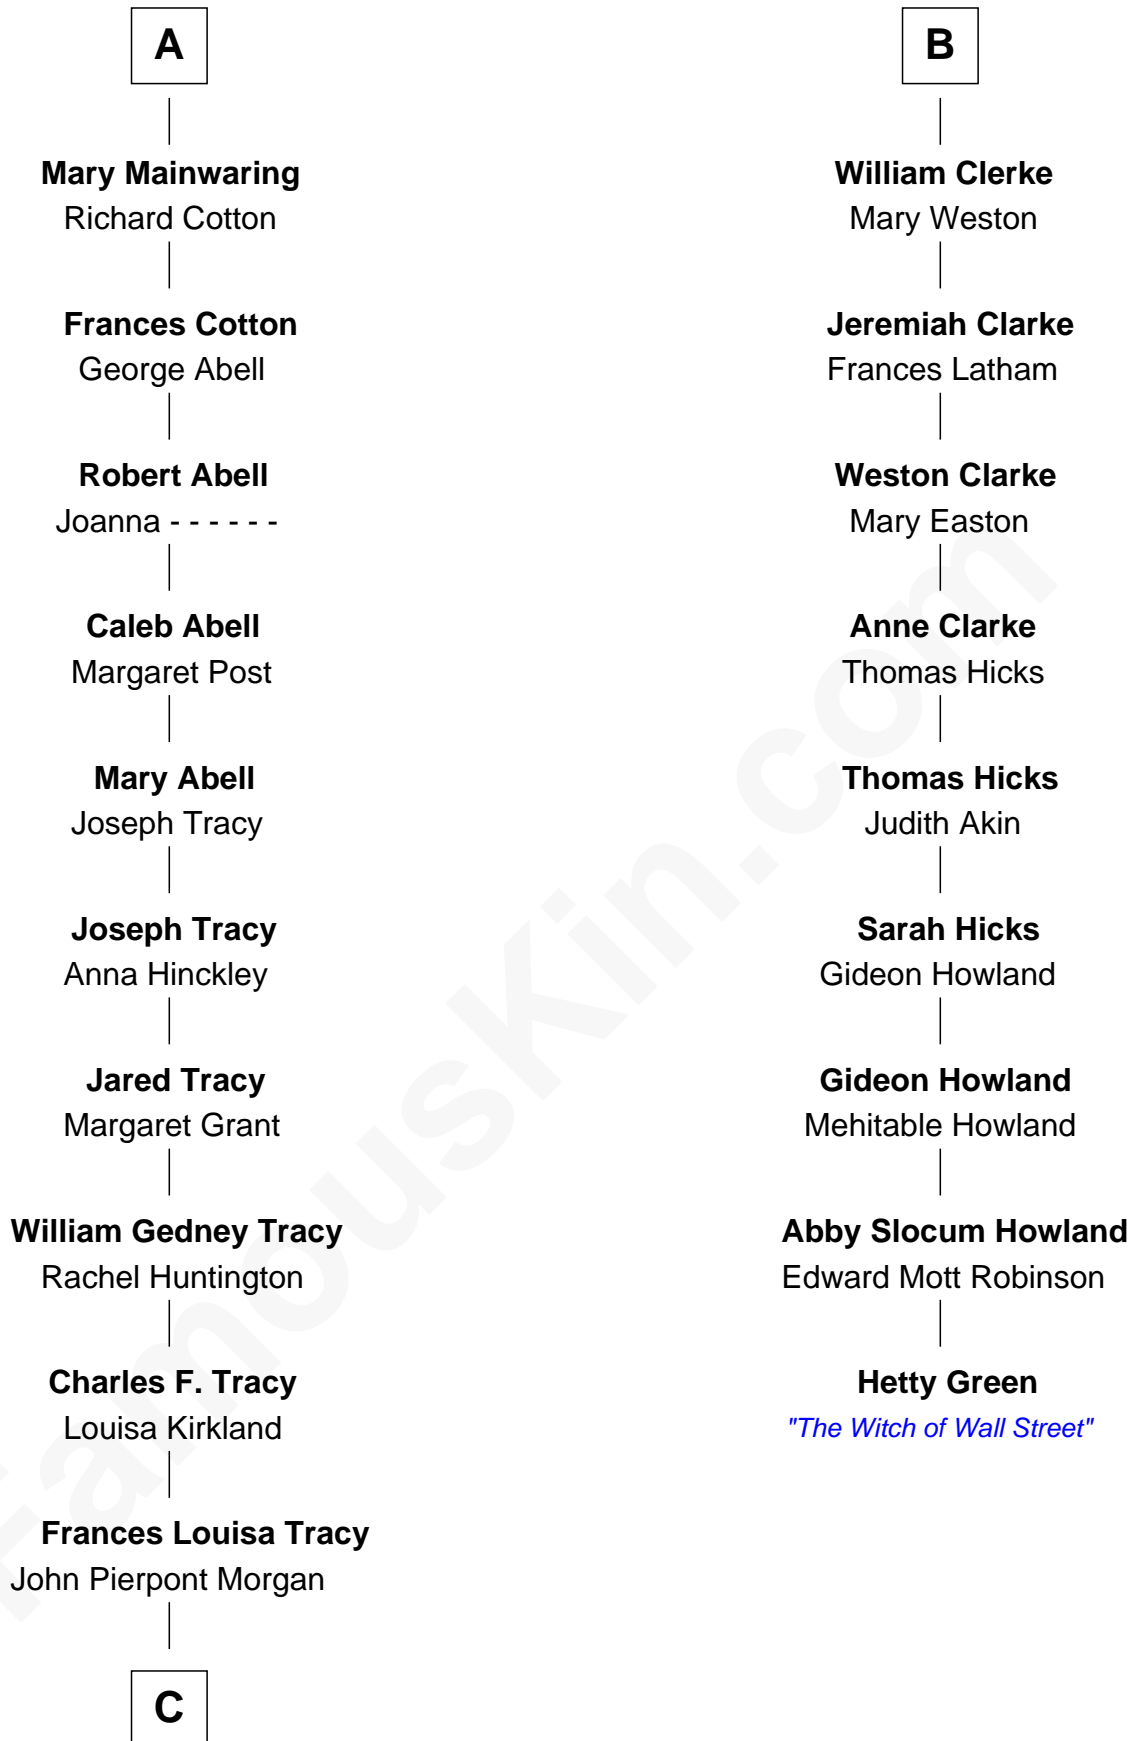 A
Mary Mainwaring
Richard Cotton
Frances Cotton
George Abell
Robert Abell
Joanna - - - - - -
Caleb Abell
Margaret Post
Mary Abell
Joseph Tracy
Joseph Tracy
Anna Hinckley
Jared Tracy
Margaret Grant
William Gedney Tracy
Rachel Huntington
Charles F. Tracy
Louisa Kirkland
Frances Louisa Tracy
John Pierpont Morgan
C
B
William Clerke
Mary Weston
Jeremiah Clarke
Frances Latham
Weston Clarke
Mary Easton
Anne Clarke
Thomas Hicks
Thomas Hicks
Judith Akin
Sarah Hicks
Gideon Howland
Gideon Howland
Mehitable Howland
Abby Slocum Howland
Edward Mott Robinson
Hetty Green
"The Witch of Wall Street"
FamousKin.com